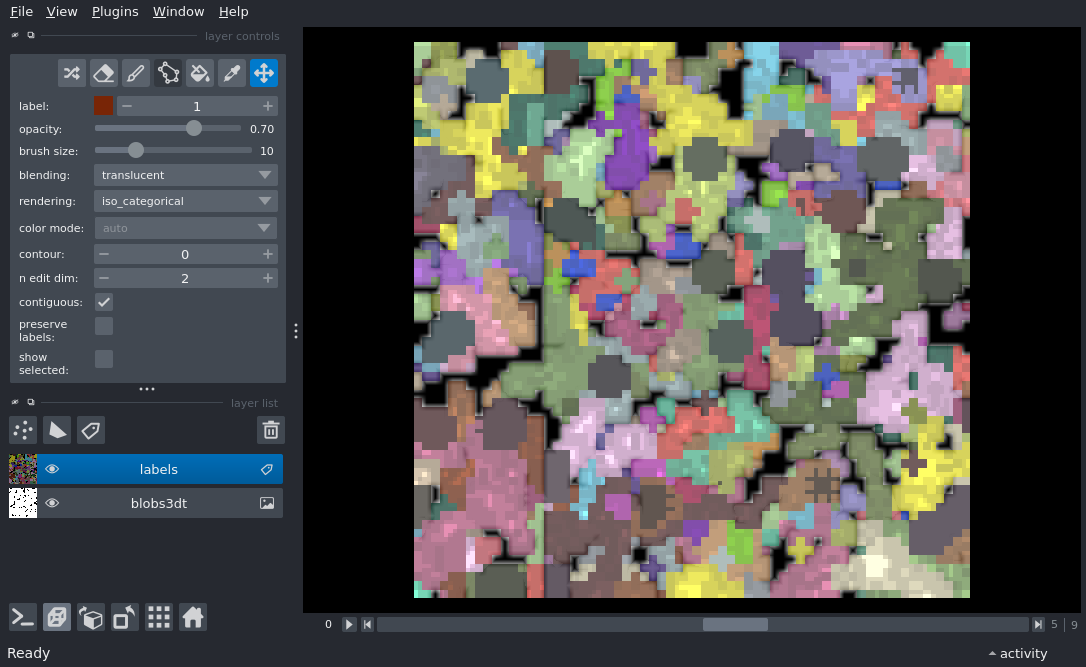 File View Plugins Window Help
layer controls
label: 1
opacity: 0.70
brush size: 10
blending: translucent
rendering: iso_categorical
color mode: auto
contour: 0
n edit dim: 2
contiguous:
preserve
labels:
show
selected:
layer list
labels
blobs3dt
0 5 | 9
Ready activity